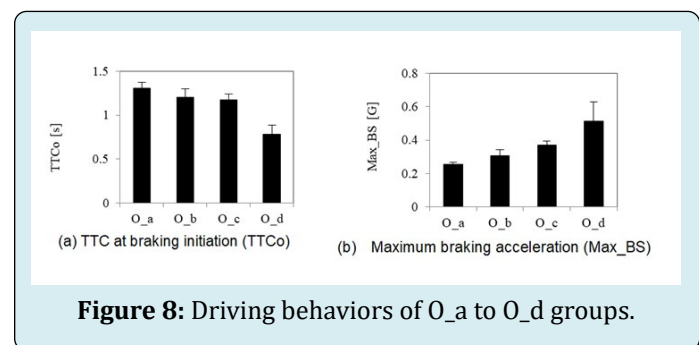 1.5
1
0.5
0
TTCo [s]
O_a O_b O_c O_d
(a) TTC at braking initiation (TTCo)
0.8
0.6
0.4
0.2
0
Max_BS [G]
O_a O_b O_c O_d
(b) Maximum braking acceleration (Max_BS)
Figure 8: Driving behaviors of O_a to O_d groups.